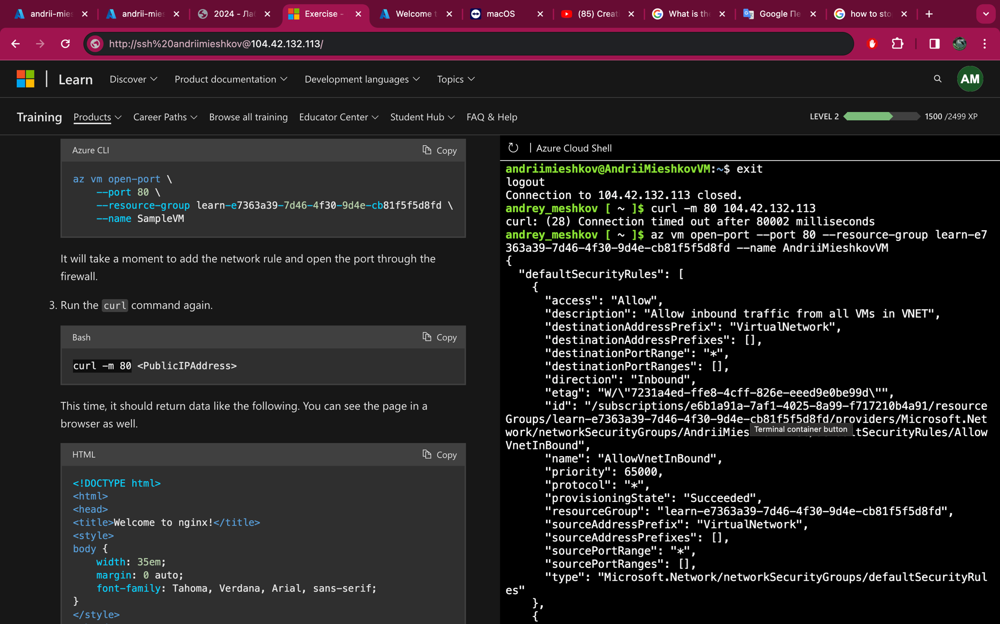 andrii-mies
andrii-mies
2024 - Ла
Exercise -
Welcome t
macOS
(85) Creati
What is the
Google Пе
how to sto
http://ssh%20andriimieshkov@104.42.132.113/
Learn
Discover
Product documentation
Development languages
Topics
AM
Training
Products
Career Paths
Browse all training
Educator Center
Student Hub
FAQ & Help
LEVEL 2
1500 /2499 XP
Azure CLI
Copy
az vm open-port \
--port 80 \
--resource-group learn-e7363a39-7d46-4f30-9d4e-cb81f5f5d8fd \
--name SampleVM
It will take a moment to add the network rule and open the port through the
firewall.
3. Run the curl command again.
Bash
Copy
curl -m 80 <PublicIPAddress>
This time, it should return data like the following. You can see the page in a
browser as well.
HTML
Copy
<!DOCTYPE html>
<html>
<head>
<title>Welcome to nginx!</title>
<style>
body {
width: 35em;
margin: 0 auto;
font-family: Tahoma, Verdana, Arial, sans-serif;
}
</style>
| Azure Cloud Shell
andriimieshkov@AndriiMieshkovVM:~$ exit
logout
Connection to 104.42.132.113 closed.
andrey_meshkov [ ~ ]$ curl -m 80 104.42.132.113
curl: (28) Connection timed out after 80002 milliseconds
andrey_meshkov [ ~ ]$ az vm open-port --port 80 --resource-group learn-e7
363a39-7d46-4f30-9d4e-cb81f5f5d8fd --name AndriiMieshkovVM
{
"defaultSecurityRules": [
{
"access": "Allow",
"description": "Allow inbound traffic from all VMs in VNET",
"destinationAddressPrefix": "VirtualNetwork",
"destinationAddressPrefixes": [],
"destinationPortRange": "*",
"destinationPortRanges": [],
"direction": "Inbound",
"etag": "W/\"7231a4ed-ffe8-4cff-826e-eeed9e0be99d\"",
"id": "/subscriptions/e6b1a91a-7af1-4025-8a99-f717210b4a91/resource
Groups/learn-e7363a39-7d46-4f30-9d4e-cb81f5f5d8fd/providers/Microsoft.Net
work/networkSecurityGroups/AndriiMies
Terminal container button
ltSecurityRules/Allow
VnetInBound",
"name": "AllowVnetInBound",
"priority": 65000,
"protocol": "*",
"provisioningState": "Succeeded",
"resourceGroup": "learn-e7363a39-7d46-4f30-9d4e-cb81f5f5d8fd",
"sourceAddressPrefix": "VirtualNetwork",
"sourceAddressPrefixes": [],
"sourcePortRange": "*",
"sourcePortRanges": [],
"type": "Microsoft.Network/networkSecurityGroups/defaultSecurityRul
es"
},
{